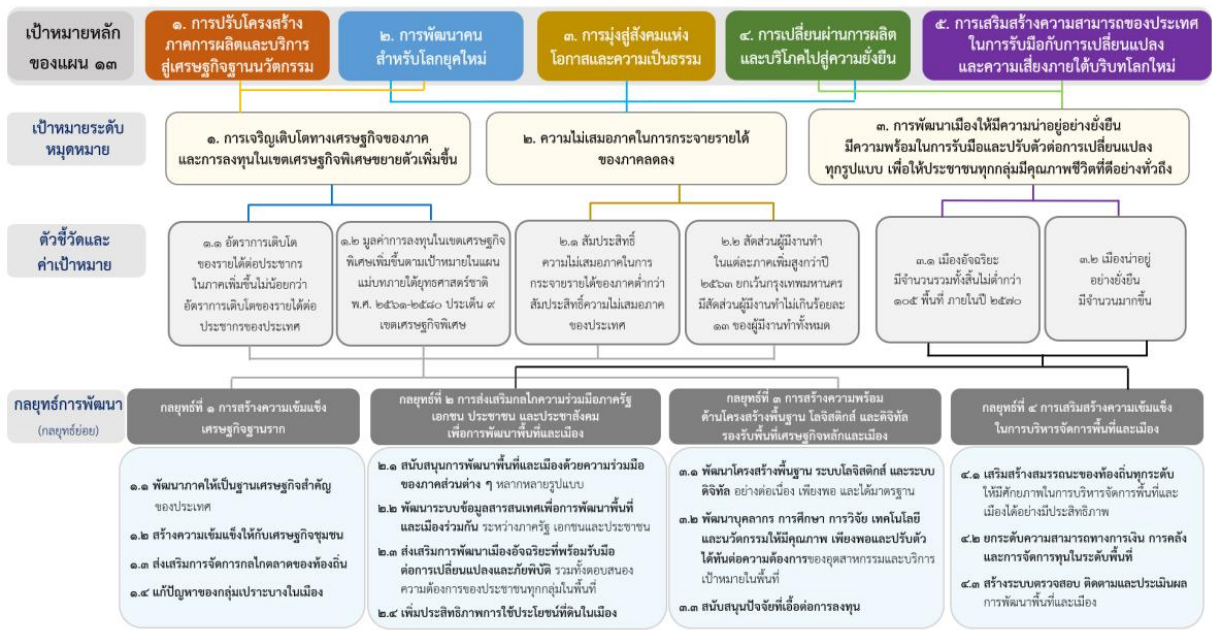 เป้าหมายหลัก
ของแผน ๑๓
๑. การปรับโครงสร้าง
ภาคการผลิตและบริการ
สู่เศรษฐกิจฐานนวัตกรรม
๒. การพัฒนาคน
สำหรับโลกยุคใหม่
๓. การมุ่งสู่สังคมแห่ง
โอกาสและความเป็นธรรม
๔. การเปลี่ยนผ่านการผลิต
และบริโภคไปสู่ความยั่งยืน
๕. การเสริมสร้างความสามารถของประเทศ
ในการรับมือกับการเปลี่ยนแปลง
และความเสี่ยงภายใต้บริบทโลกใหม่
เป้าหมายระดับ
หมุดหมาย
๑. การเจริญเติบโตทางเศรษฐกิจของภาค
และการลงทุนในเขตเศรษฐกิจพิเศษขยายตัวเพิ่มขึ้น
๒. ความไม่เสมอภาคในการกระจายรายได้
ของภาคลดลง
๓. การพัฒนาเมืองให้มีความน่าอยู่อย่างยั่งยืน
มีความพร้อมในการรับมือและปรับตัวต่อการเปลี่ยนแปลง
ทุกรูปแบบ เพื่อให้ประชาชนทุกกลุ่มมีคุณภาพชีวิตที่ดีอย่างทั่วถึง
ตัวชี้วัดและ
ค่าเป้าหมาย
๑.๑ อัตราการเติบโต
ของรายได้ต่อประชากร
ในภาคเพิ่มขึ้นไม่น้อยกว่า
อัตราการเติบโตของรายได้ต่อ
ประชากรของประเทศ
๑.๒ มูลค่าการลงทุนในเขตเศรษฐกิจ
พิเศษเพิ่มขึ้นตามเป้าหมายในแผน
แม่บทภายใต้ยุทธศาสตร์ชาติ
พ.ศ. ๒๕๖๑-๒๕๘๐ ประเด็น ๙
เขตเศรษฐกิจพิเศษ
๒.๑ สัมประสิทธิ์
ความไม่เสมอภาคในการ
กระจายรายได้ของภาคต่ำกว่า
สัมประสิทธิ์ความไม่เสมอภาค
ของประเทศ
๒.๒ สัดส่วนผู้มีงานทำ
ในแต่ละภาคเพิ่มสูงกว่าปี
๒๕๖๓ ยกเว้นกรุงเทพมหานคร
มีสัดส่วนผู้มีงานทำไม่เกินร้อยละ
๑๓ ของผู้มีงานทำทั้งหมด
๓.๑ เมืองอัจฉริยะ
มีจำนวนรวมทั้งสิ้นไม่ต่ำกว่า
๑๐๕ พื้นที่ ภายในปี ๒๕๗๐
๓.๒ เมืองน่าอยู่
อย่างยั่งยืน
มีจำนวนมากขึ้น
กลยุทธ์การพัฒนา
(กลยุทธ์ย่อย)
กลยุทธ์ที่ ๑ การสร้างความเข้มแข็ง
เศรษฐกิจฐานราก
๑.๑ พัฒนาภาคให้เป็นฐานเศรษฐกิจสำคัญ
ของประเทศ
๑.๒ สร้างความเข้มแข็งให้กับเศรษฐกิจชุมชน
๑.๓ ส่งเสริมการจัดการกลไกตลาดของท้องถิ่น
๑.๔ แก้ปัญหาของกลุ่มเปราะบางในเมือง
กลยุทธ์ที่ ๒ การส่งเสริมกลไกความร่วมมือภาครัฐ
เอกชน ประชาชน และประชาสังคม
เพื่อการพัฒนาพื้นที่และเมือง
๒.๑ สนับสนุนการพัฒนาพื้นที่และเมืองด้วยความร่วมมือ
ของภาคส่วนต่าง ๆ หลากหลายรูปแบบ
๒.๒ พัฒนาระบบข้อมูลสารสนเทศเพื่อการพัฒนาพื้นที่
และเมืองร่วมกัน ระหว่างภาครัฐ เอกชนและประชาชน
๒.๓ ส่งเสริมการพัฒนาเมืองอัจฉริยะที่พร้อมรับมือ
ต่อการเปลี่ยนแปลงและภัยพิบัติ รวมทั้งตอบสนอง
ความต้องการของประชาชนทุกกลุ่มในพื้นที่
๒.๔ เพิ่มประสิทธิภาพการใช้ประโยชน์ที่ดินในเมือง
กลยุทธ์ที่ ๓ การสร้างความพร้อม
ด้านโครงสร้างพื้นฐาน โลจิสติกส์ และดิจิทัล
รองรับพื้นที่เศรษฐกิจหลักและเมือง
๓.๑ พัฒนาโครงสร้างพื้นฐาน ระบบโลจิสติกส์ และระบบ
ดิจิทัล อย่างต่อเนื่อง เพียงพอ และได้มาตรฐาน
๓.๒ พัฒนาบุคลากร การศึกษา การวิจัย เทคโนโลยี
และนวัตกรรมให้มีคุณภาพ เพียงพอและปรับตัว
ได้ทันต่อความต้องการของอุตสาหกรรมและบริการ
เป้าหมายในพื้นที่
๓.๓ สนับสนุนปัจจัยที่เอื้อต่อการลงทุน
กลยุทธ์ที่ ๔ การเสริมสร้างความเข้มแข็ง
ในการบริหารจัดการพื้นที่และเมือง
๔.๑ เสริมสร้างสมรรถนะของท้องถิ่นทุกระดับ
ให้มีศักยภาพในการบริหารจัดการพื้นที่และ
เมืองได้อย่างมีประสิทธิภาพ
๔.๒ ยกระดับความสามารถทางการเงิน การคลัง
และการจัดการทุนในระดับพื้นที่
๔.๓ สร้างระบบตรวจสอบ ติดตามและประเมินผล
การพัฒนาพื้นที่และเมือง